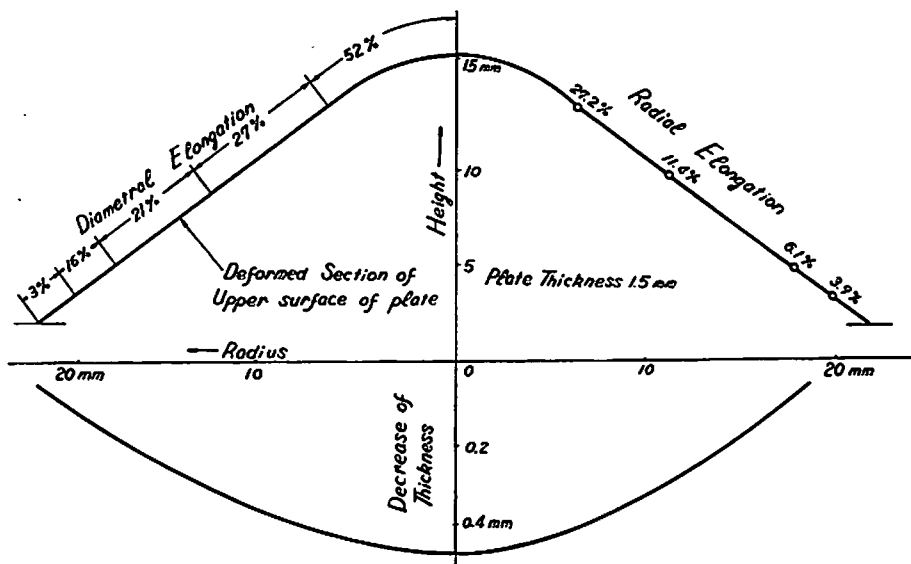 52%
Diametral Elongation
27%
21%
16%
3%
15 mm
10
5
Height
27.2%
11.6%
6.1%
3.9%
Radial Elongation
Deformed Section of
Upper surface of plate
Plate Thickness 1.5 mm
Radius
20 mm
10
0
10
20 mm
Decrease of
Thickness
0.2
0.4 mm